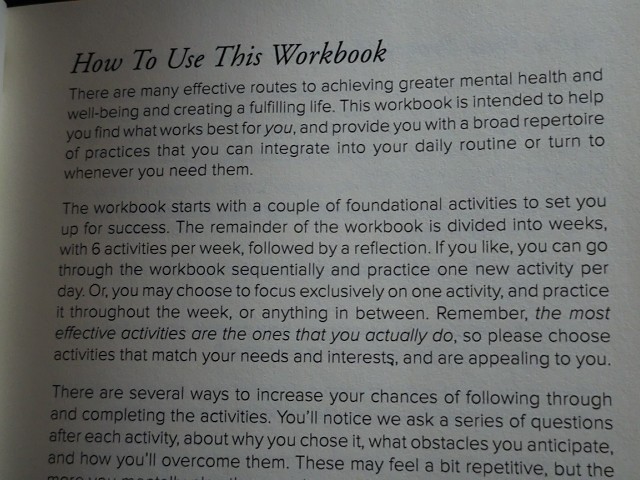 How To Use This Workbook
There are many effective routes to achieving greater mental health and
well-being and creating a fulfilling life. This workbook is intended to help
you find what works best for you, and provide you with a broad repertoire
of practices that you can integrate into your daily routine or turn to
whenever you need them.
The workbook starts with a couple of foundational activities to set you
up for success. The remainder of the workbook is divided into weeks,
with 6 activities per week, followed by a reflection. If you like, you can go
through the workbook sequentially and practice one new activity per
day. Or, you may choose to focus exclusively on one activity, and practice
it throughout the week, or anything in between. Remember, the most
effective activities are the ones that you actually do, so please choose
activities that match your needs and interests, and are appealing to you.
There are several ways to increase your chances of following through
and completing the activities. You'll notice we ask a series of questions
after each activity, about why you chose it, what obstacles you anticipate,
and how you'll overcome them. These may feel a bit repetitive, but the
more you mentally